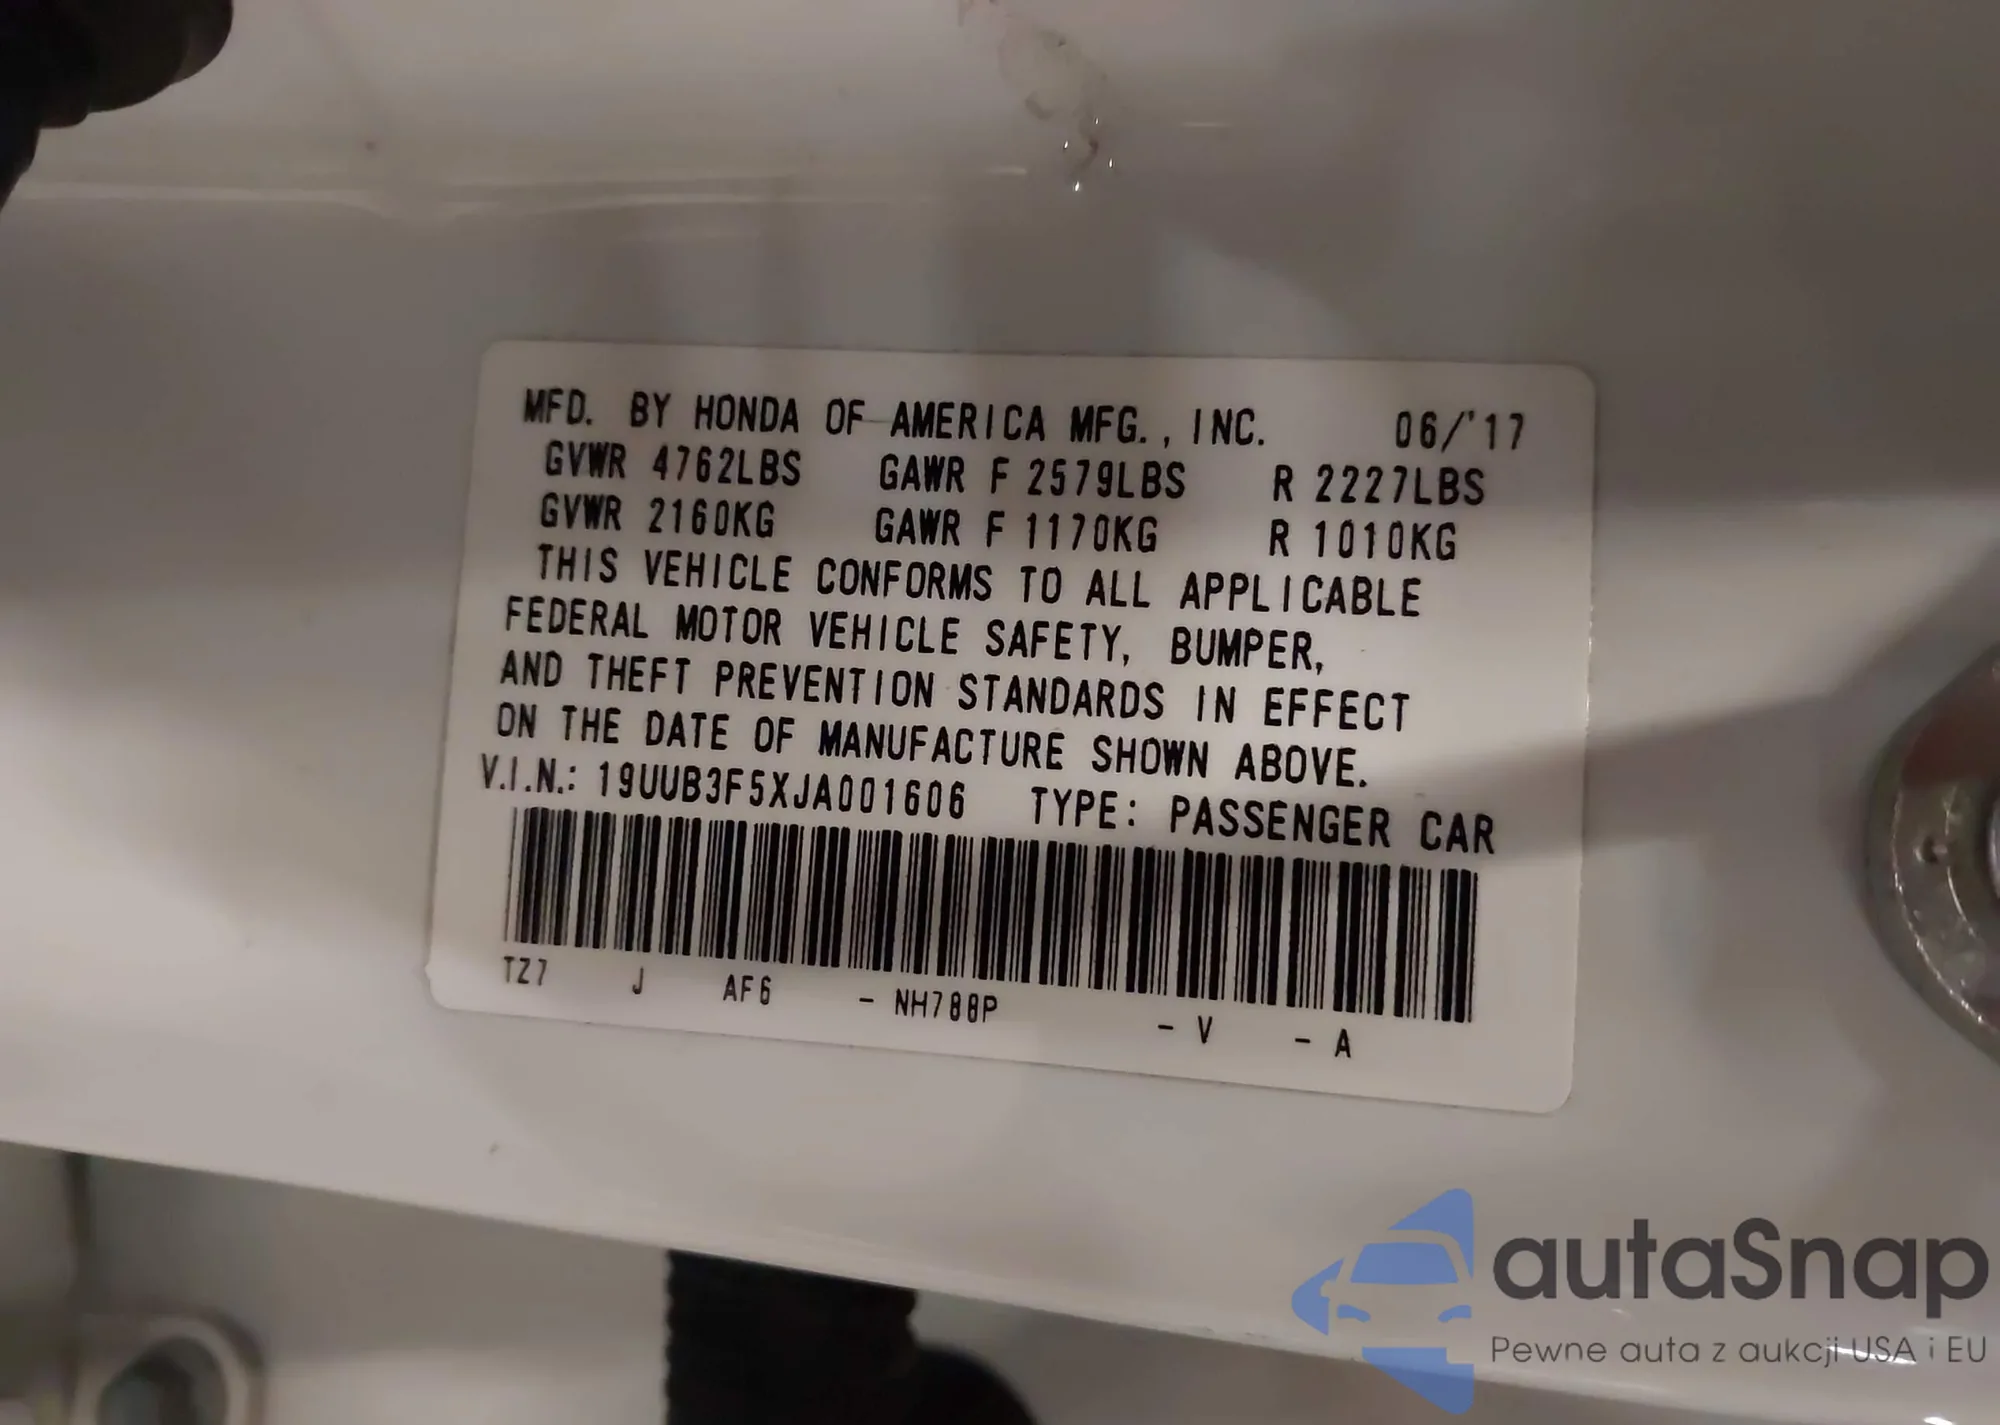 MFD. BY HONDA OF AMERICA MFG., INC. 06/'17
GVWR 4762LBS GAWR F 2579LBS R 2227LBS
GVWR 2160KG GAWR F 1170KG R 1010KG
THIS VEHICLE CONFORMS TO ALL APPLICABLE
FEDERAL MOTOR VEHICLE SAFETY, BUMPER,
AND THEFT PREVENTION STANDARDS IN EFFECT
ON THE DATE OF MANUFACTURE SHOWN ABOVE.
V.I.N.: 19UUB3F5XJA001606 TYPE: PASSENGER CAR
TZ7 J AF6 - NH788P - V - A
autaSnap
Pewne auta z aukcji USA i EU